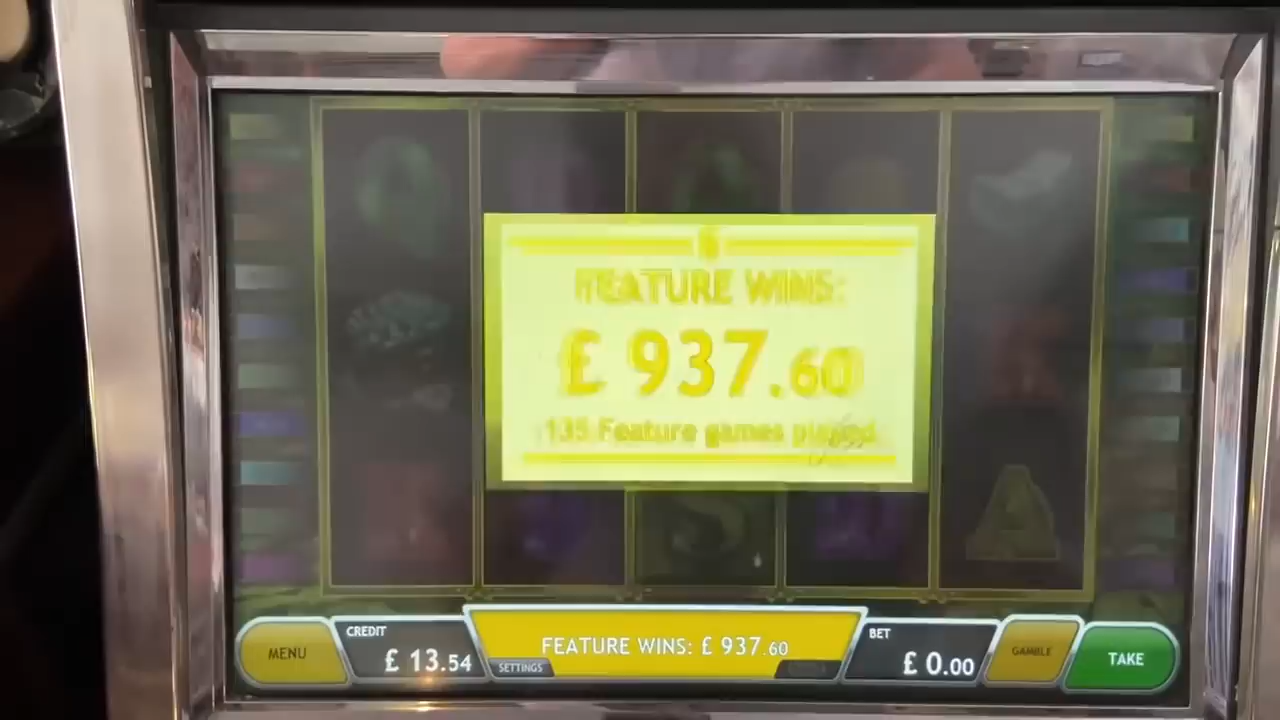 FEATURE WINS:
£ 937.60
135 Feature games played
MENU
CREDIT
£ 13.54
SETTINGS
FEATURE WINS: £ 937.60
BET
£ 0.00
GAMBLE
TAKE